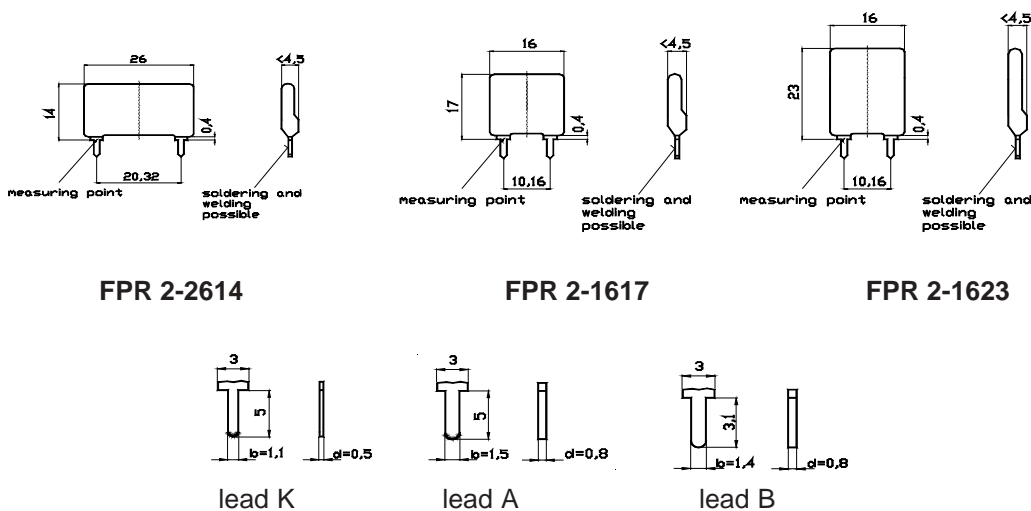 26
<4,5
14
0,4
20,32
measuring point
soldering and
welding
possible
FPR 2-2614
16
<4,5
17
0,4
10,16
measuring point
soldering and
welding
possible
FPR 2-1617
16
<4,5
23
0,4
10,16
measuring point
soldering and
welding
possible
FPR 2-1623
3
5
b=1,1
d=0,5
lead K
3
5
b=1,5
d=0,8
lead A
3
3,1
b=1,4
d=0,8
lead B